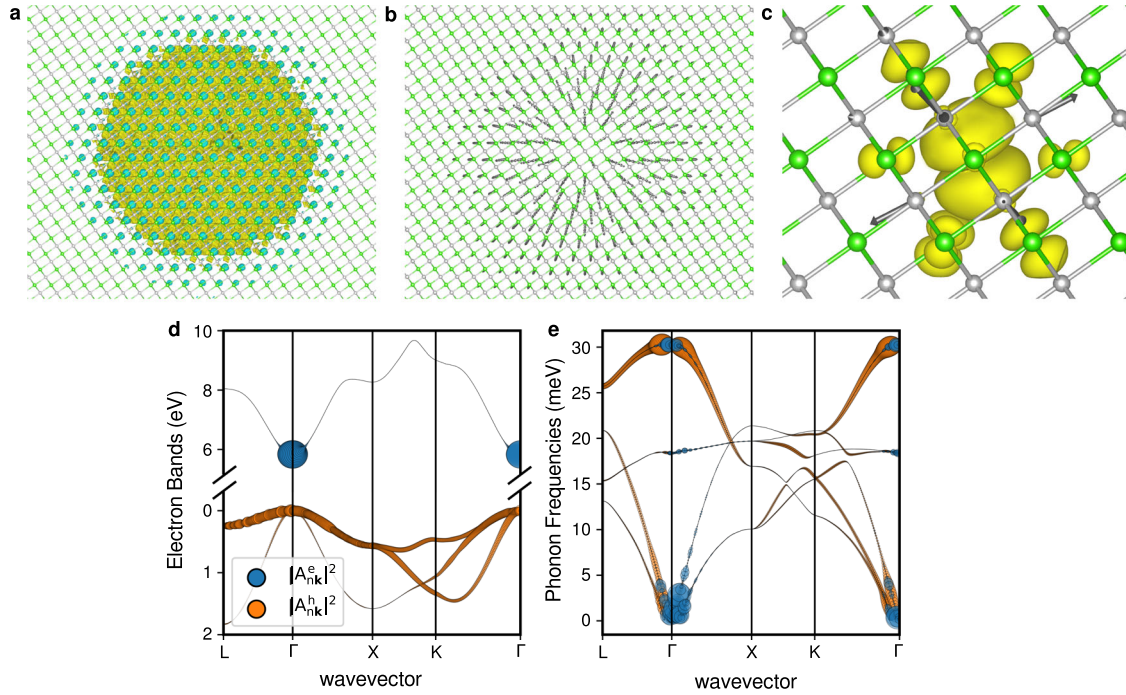 a
b
c
d
e
10
8
6
0
1
2
Electron Bands (eV)
|A^e_nk|^2
|A^h_nk|^2
L
Γ
X
K
Γ
wavevector
30
25
20
15
10
5
0
Phonon Frequencies (meV)
L
Γ
X
K
Γ
wavevector